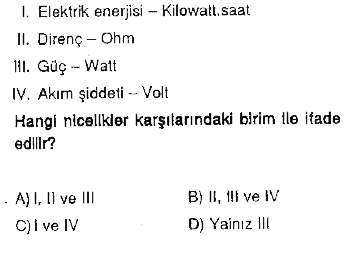 I. Elektrik enerjisi – Kilowatt.saat
II. Direnç – Ohm
III. Güç – Watt
IV. Akım şiddeti – Volt
Hangi nicelikler karşılarındaki birim ile ifade
edilir?
A) I, II ve III B) II, III ve IV
C) I ve IV D) Yalnız III